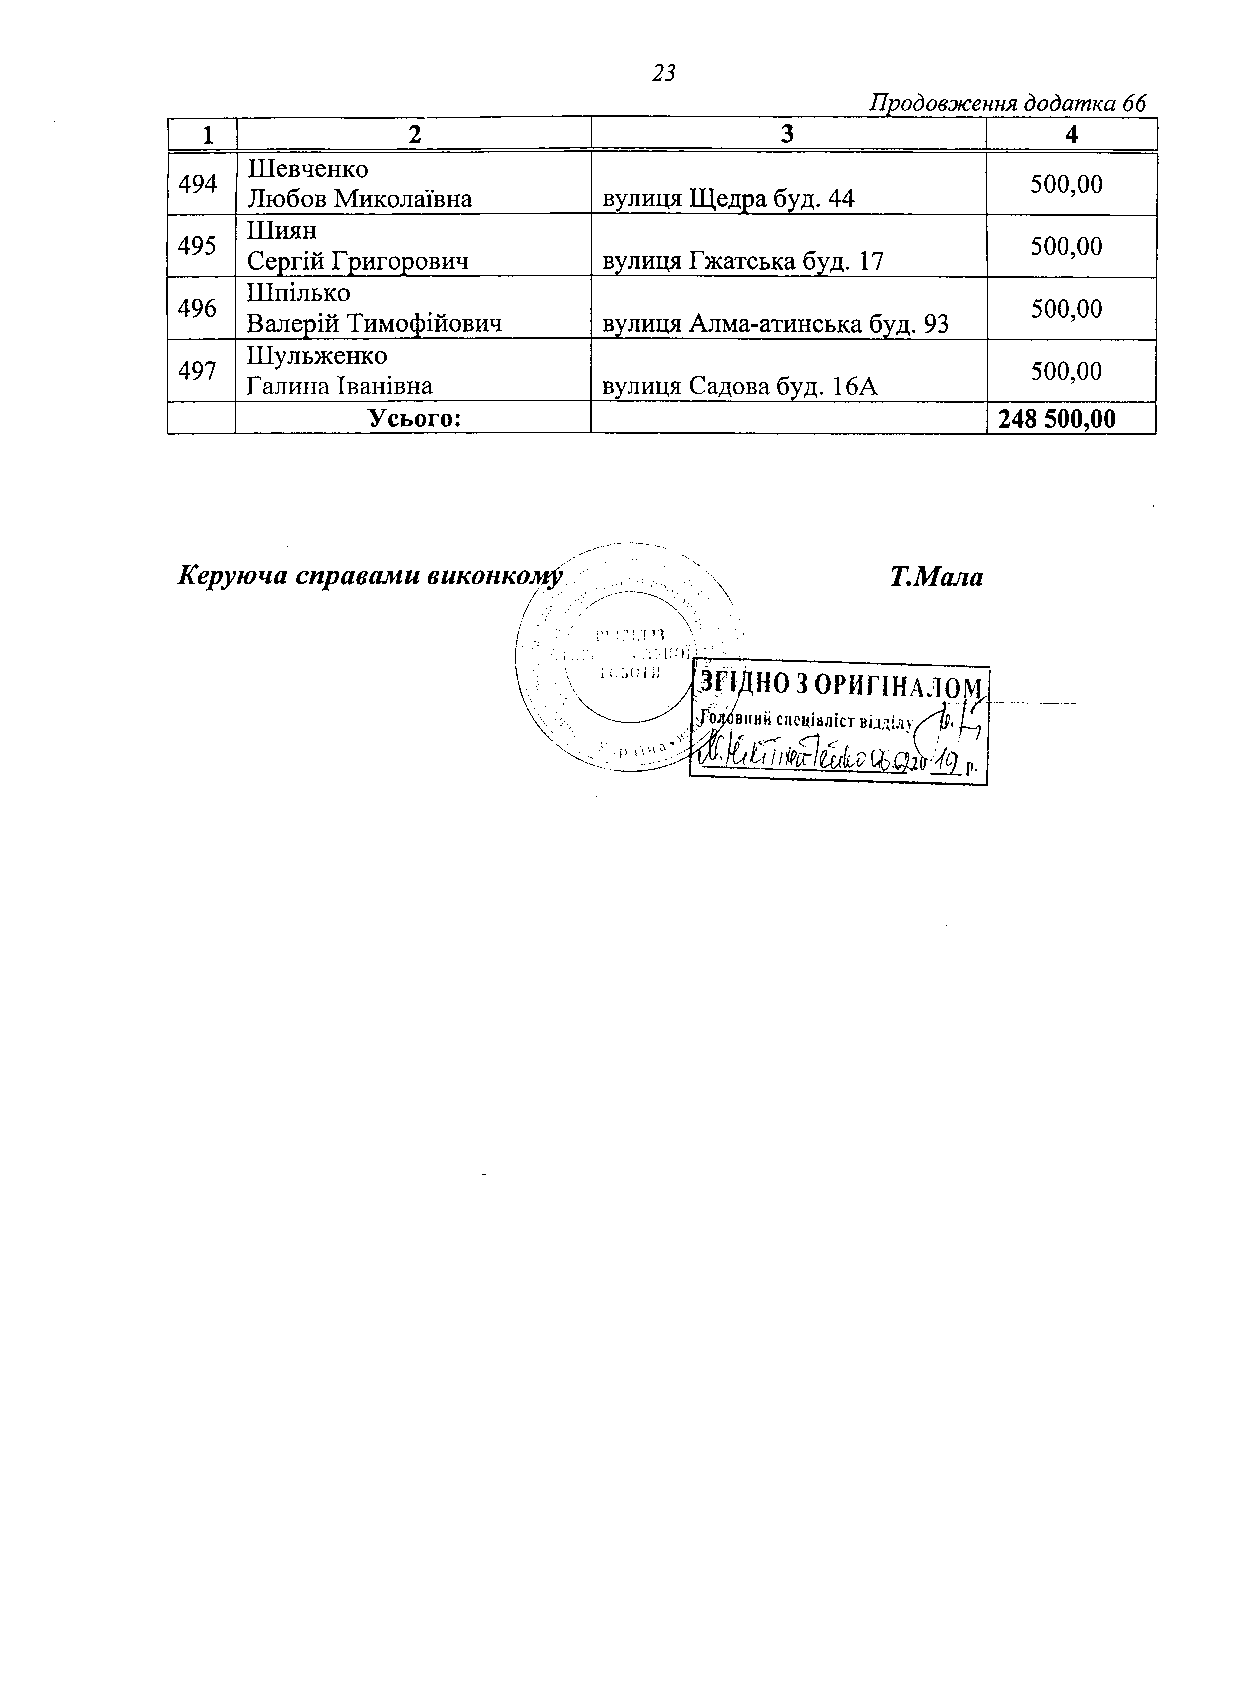 23
Продовження додатка 66
1 2 3 4
494 Шевченко
Любов Миколаївна вулиця Щедра буд. 44 500,00
495 Шиян
Сергій Григорович вулиця Гжатська буд. 17 500,00
496 Шпілько
Валерій Тимофійович вулиця Алма-атинська буд. 93 500,00
497 Шульженко
Галина Іванівна вулиця Садова буд. 16А 500,00
Усього: 248 500,00
Керуюча справами виконкому Т.Мала
ЗГІДНО З ОРИГІНАЛОМ
Головний спеціаліст відділу
20 19 р.